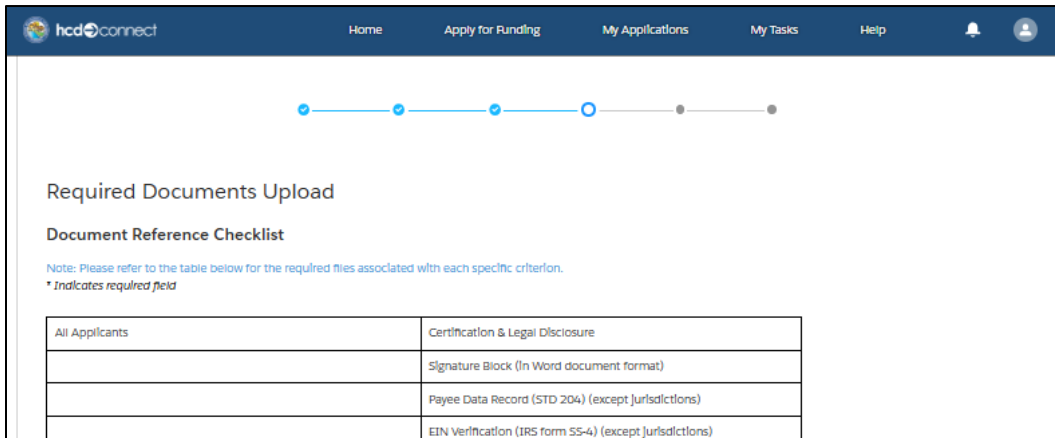 hcd connect Home Apply for Funding My Applications My Tasks Help
Required Documents Upload
Document Reference Checklist
Note: Please refer to the table below for the required files associated with each specific criterion.
* Indicates required field
All Applicants Certification & Legal Disclosure
Signature Block (in Word document format)
Payee Data Record (STD 204) (except jurisdictions)
EIN Verification (IRS form SS-4) (except jurisdictions)